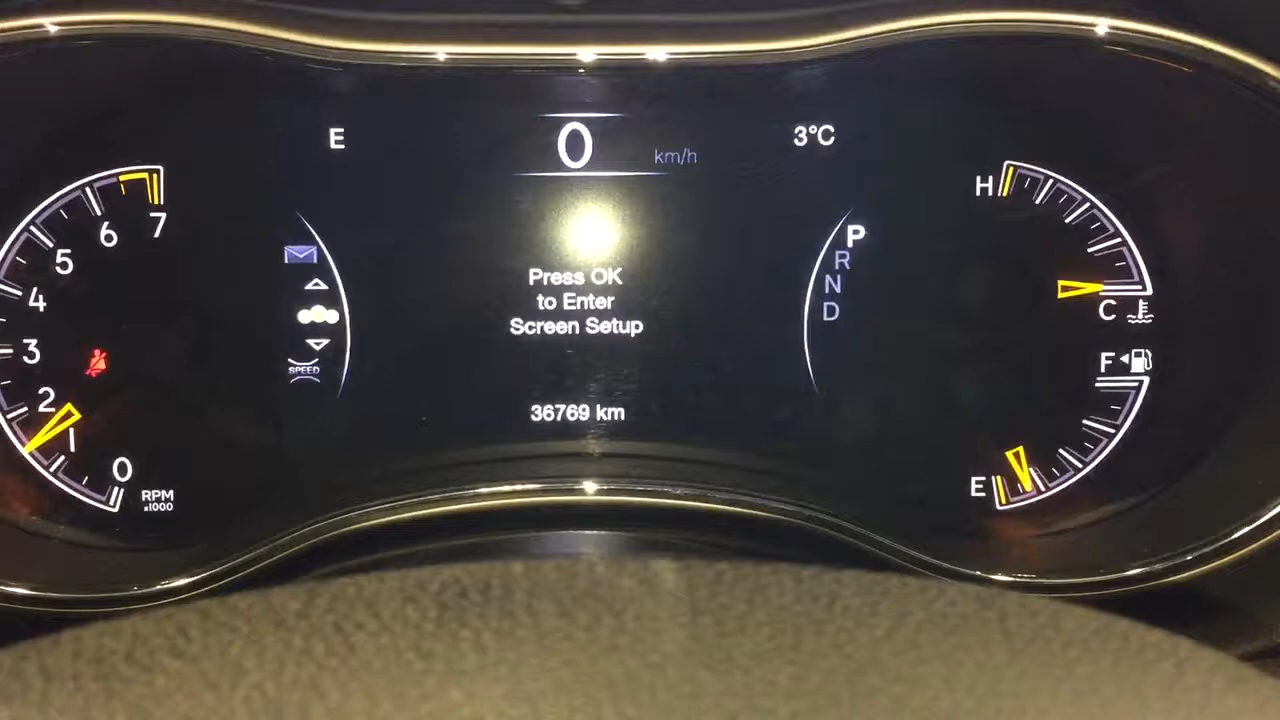 E
0
km/h
3°C
7
6
5
4
3
2
1
0
RPM
x1000
SPEED
Press OK
to Enter
Screen Setup
36769 km
P
R
N
D
H
C
F
E